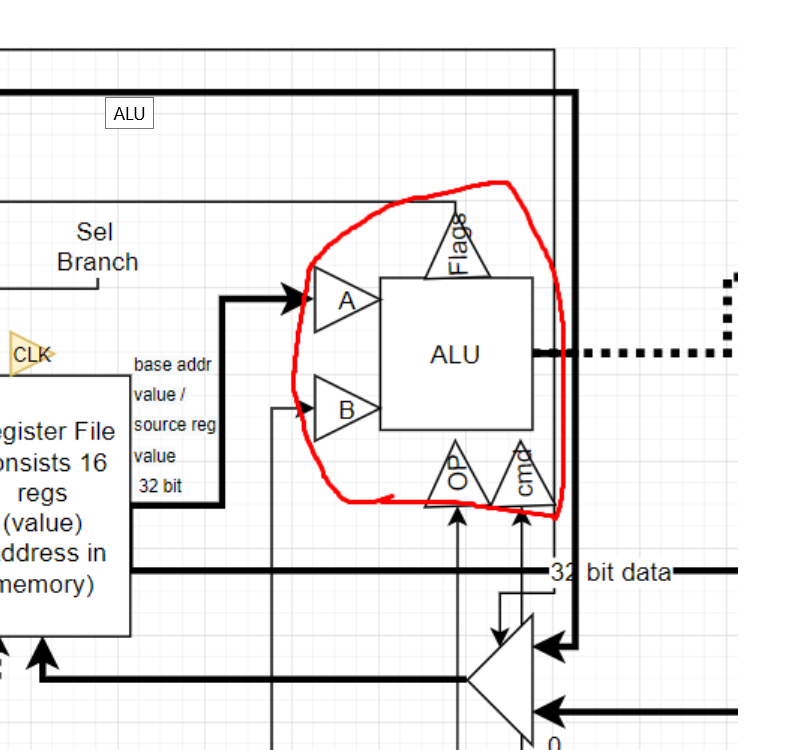 ALU
Sel
Branch
Flags
A
CLK
ALU
base addr
value /
source reg
value
32 bit
B
egister File
onsists 16
regs
(value)
ddress in
memory)
OP
cmd
32 bit data
0